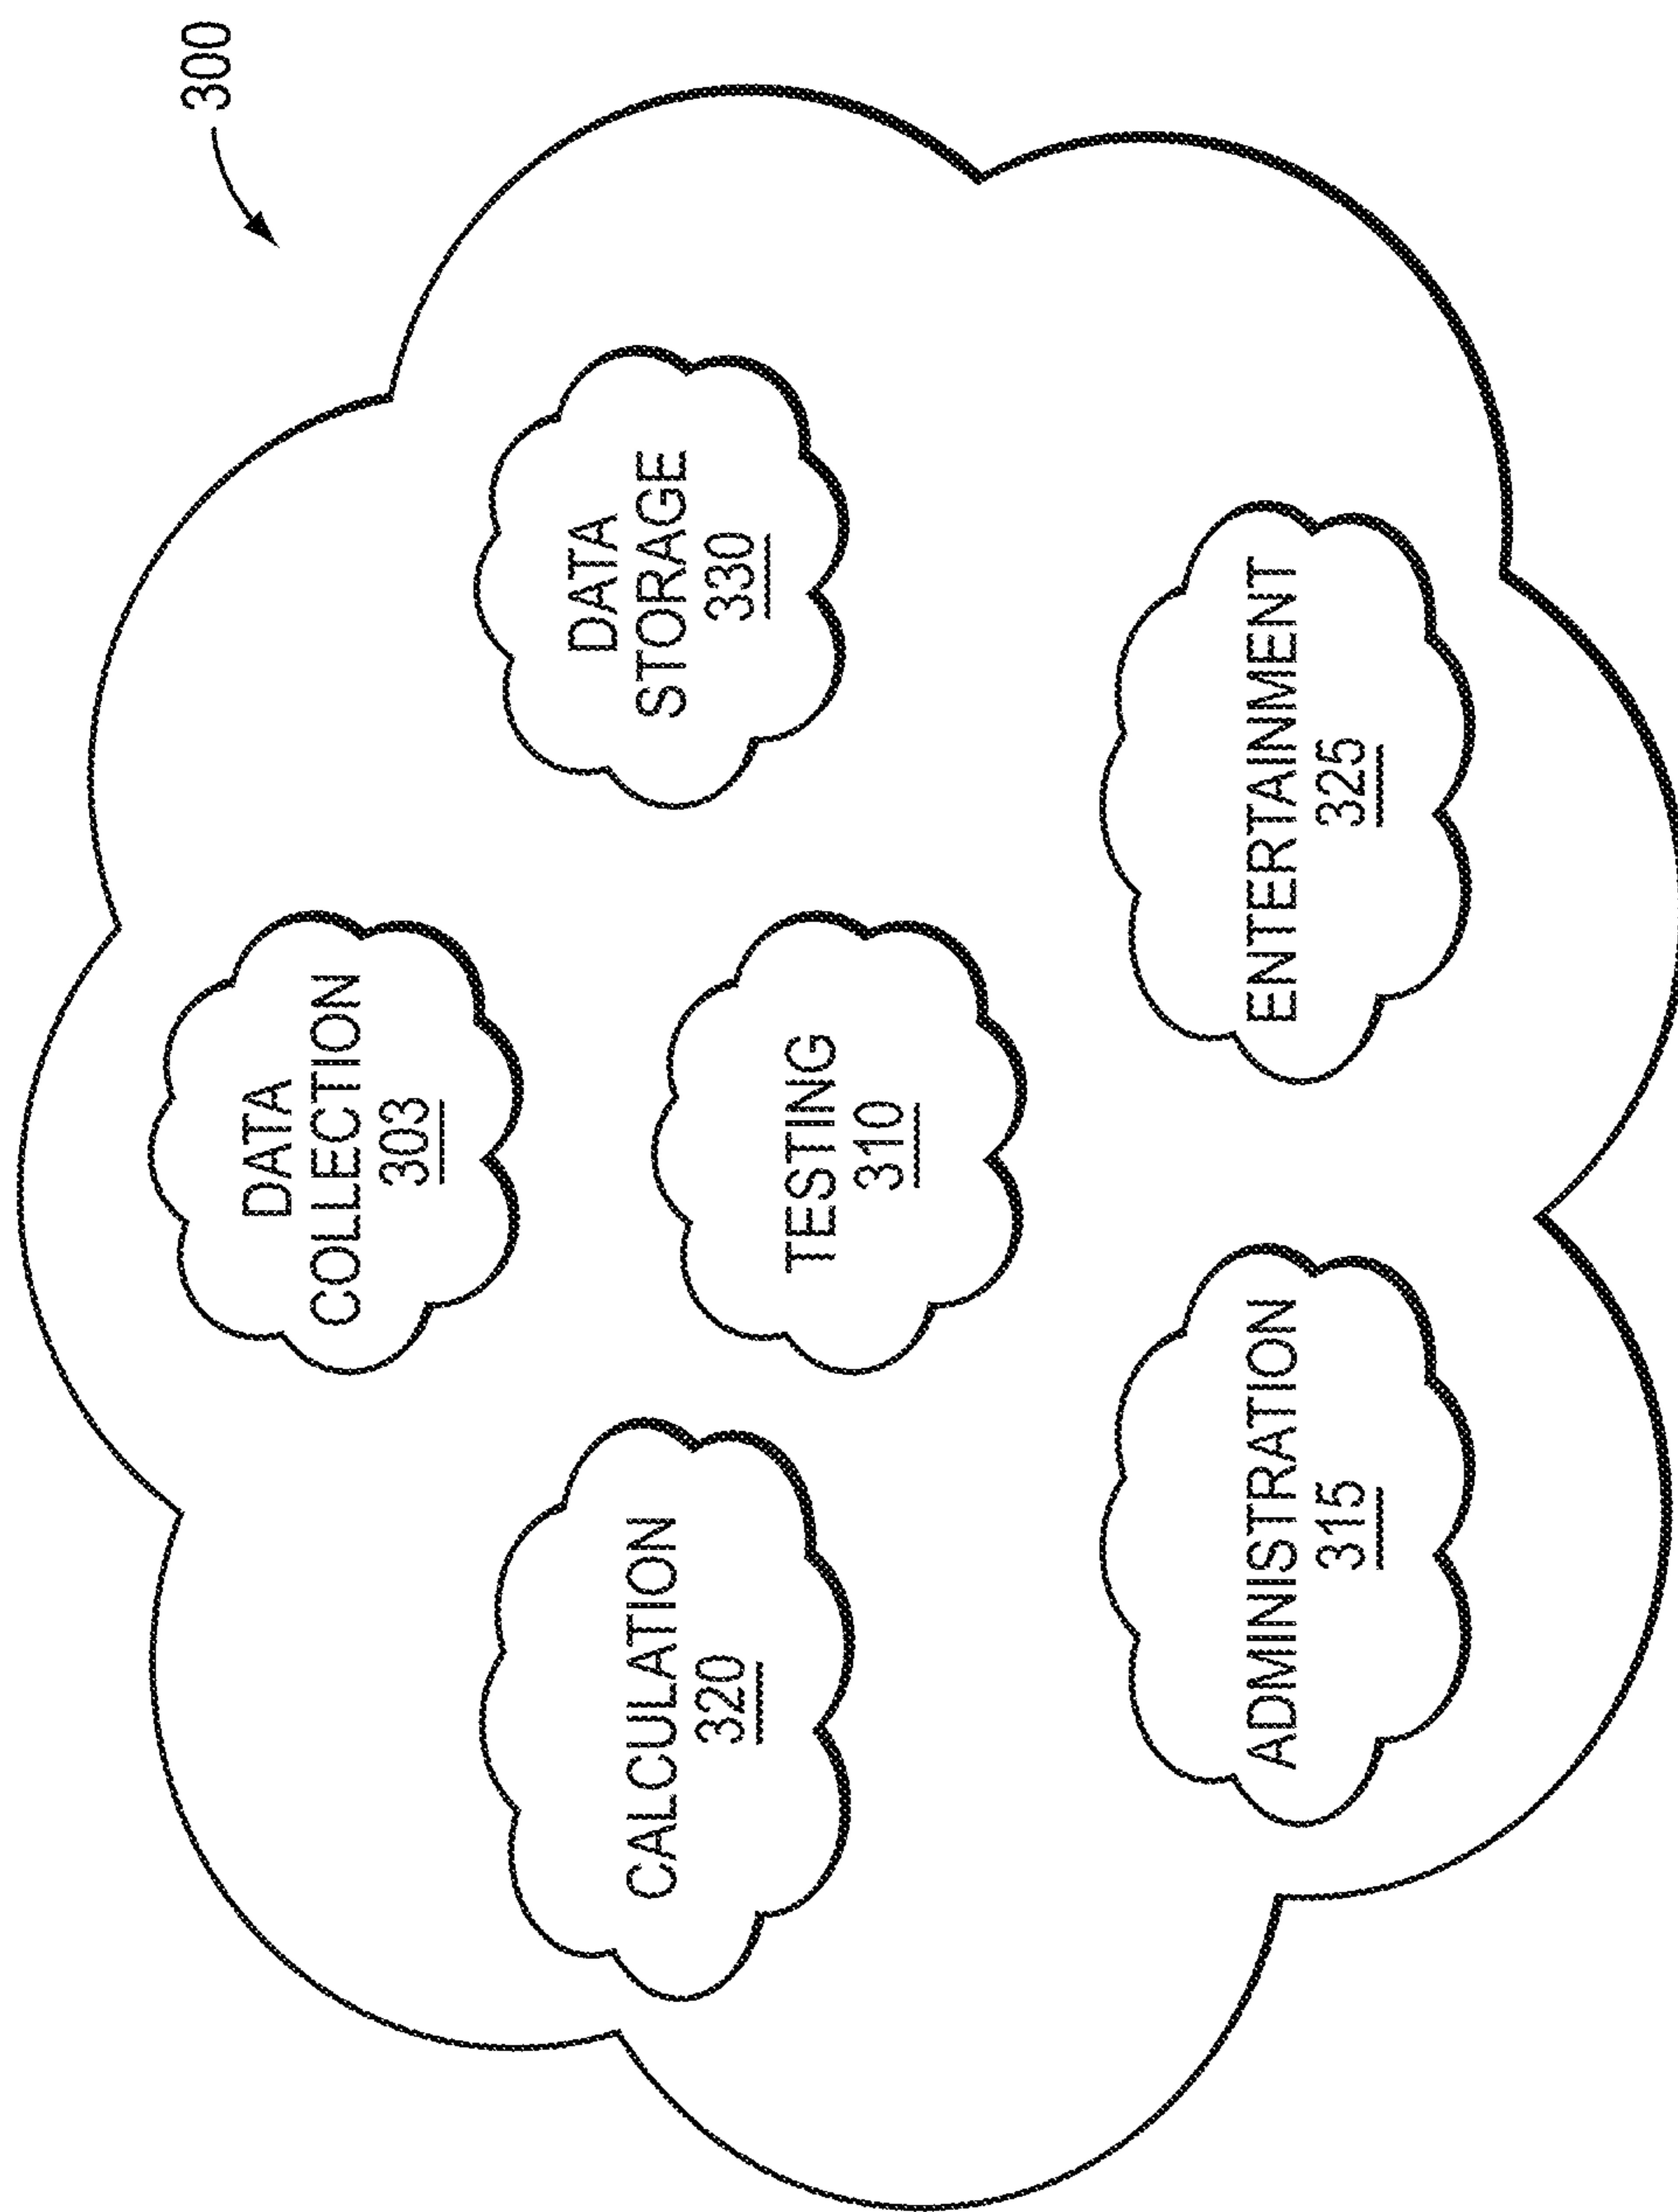 300
DATA
COLLECTION
303
CALCULATION
320
DATA
STORAGE
330
TESTING
310
ADMINISTRATION
315
ENTERTAINMENT
325